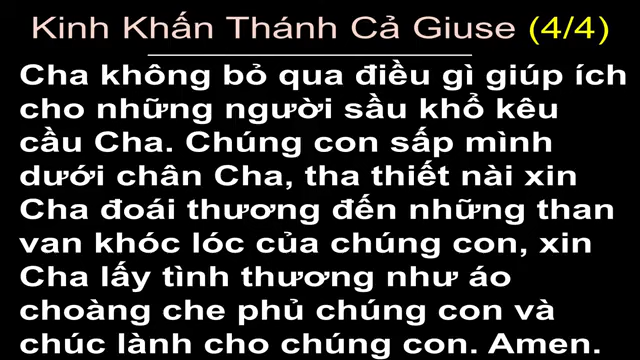 Kinh Khấn Thánh Cả Giuse (4/4)
Cha không bỏ qua điều gì giúp ích
cho những người sầu khổ kêu
cầu Cha. Chúng con sấp mình
dưới chân Cha, tha thiết nài xin
Cha đoái thương đến những than
van khóc lóc của chúng con, xin
Cha lấy tình thương như áo
choàng che phủ chúng con và
chúc lành cho chúng con. Amen.